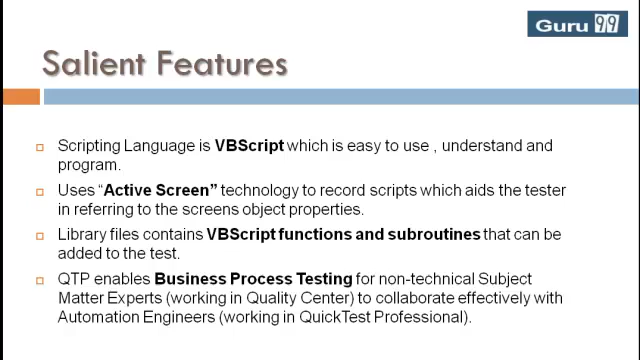 Guru 99
Salient Features
Scripting Language is VBScript which is easy to use , understand and
program.
Uses “Active Screen” technology to record scripts which aids the tester
in referring to the screens object properties.
Library files contains VBScript functions and subroutines that can be
added to the test.
QTP enables Business Process Testing for non-technical Subject
Matter Experts (working in Quality Center) to collaborate effectively with
Automation Engineers (working in QuickTest Professional).